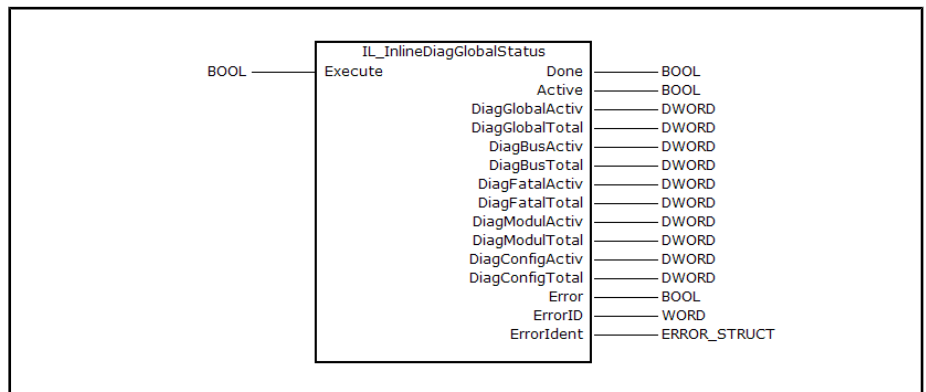 IL_InlineDiagGlobalStatus
BOOL Execute Done BOOL
Active BOOL
DiagGlobalActiv DWORD
DiagGlobalTotal DWORD
DiagBusActiv DWORD
DiagBusTotal DWORD
DiagFatalActiv DWORD
DiagFatalTotal DWORD
DiagModulActiv DWORD
DiagModulTotal DWORD
DiagConfigActiv DWORD
DiagConfigTotal DWORD
Error BOOL
ErrorID WORD
ErrorIdent ERROR_STRUCT